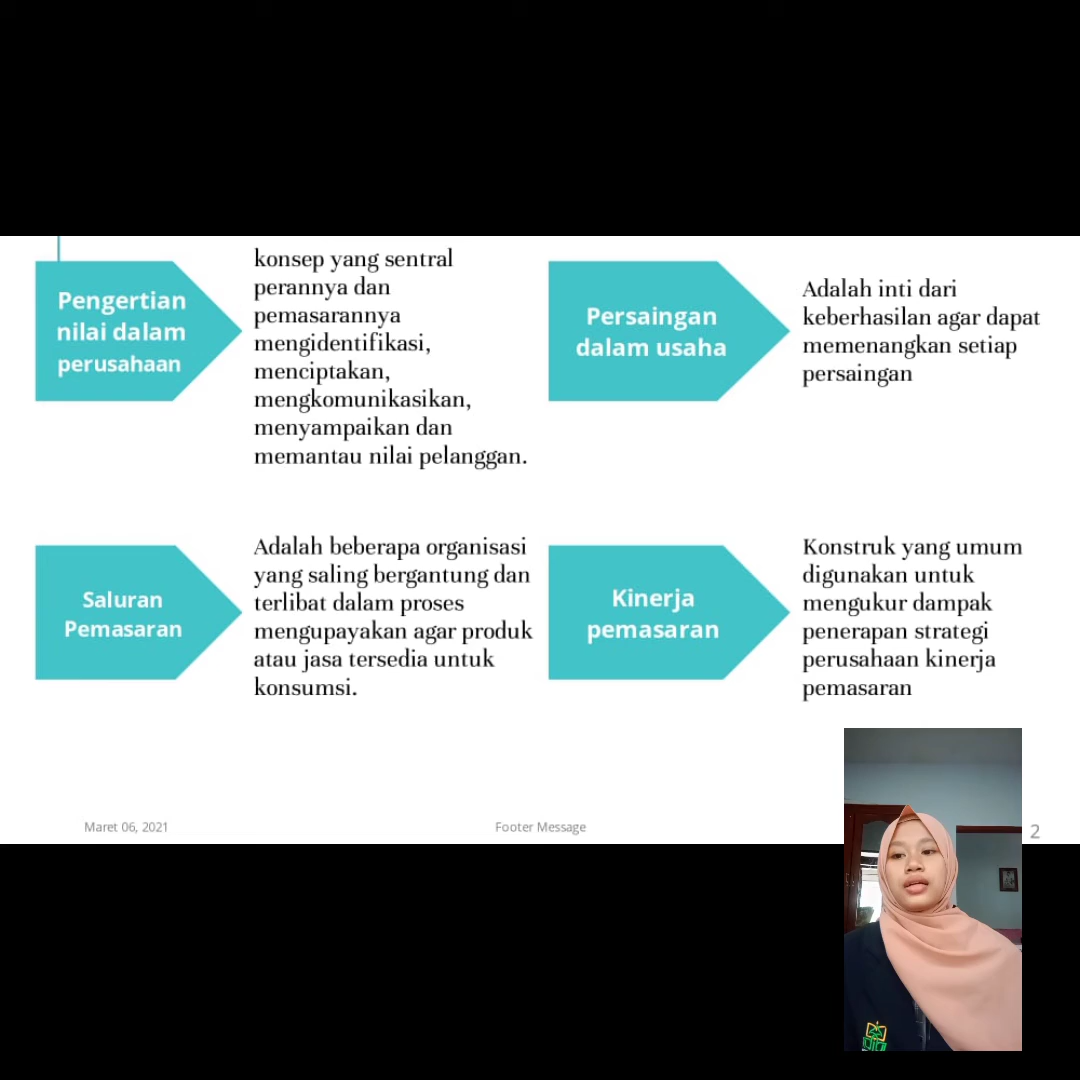 Pengertian
nilai dalam
perusahaan
konsep yang sentral
perannya dan
pemasarannya
mengidentifikasi,
menciptakan,
mengkomunikasikan,
menyampaikan dan
memantau nilai pelanggan.
Persaingan
dalam usaha
Adalah inti dari
keberhasilan agar dapat
memenangkan setiap
persaingan
Saluran
Pemasaran
Adalah beberapa organisasi
yang saling bergantung dan
terlibat dalam proses
mengupayakan agar produk
atau jasa tersedia untuk
konsumsi.
Kinerja
pemasaran
Konstruk yang umum
digunakan untuk
mengukur dampak
penerapan strategi
perusahaan kinerja
pemasaran
Maret 06, 2021
Footer Message
2